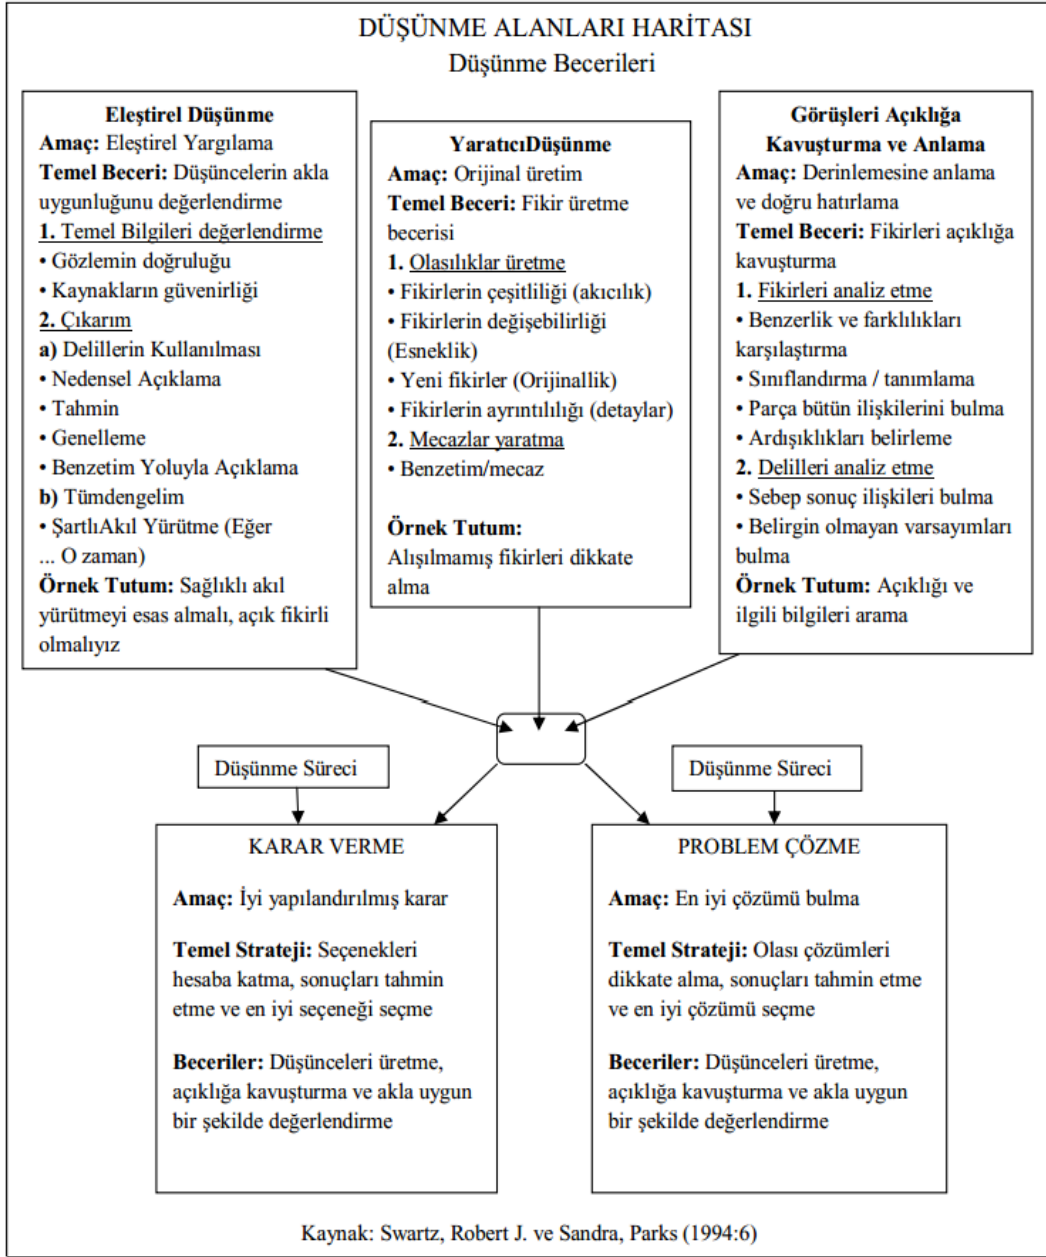 DÜŞÜNME ALANLARI HARİTASI
Düşünme Becerileri
Eleştirel Düşünme
Amaç: Eleştirel Yargılama
Temel Beceri: Düşüncelerin akla
uygunluğunu değerlendirme
1. Temel Bilgileri değerlendirme
• Gözlemin doğruluğu
• Kaynakların güvenirliği
2. Çıkarım
a) Delillerin Kullanılması
• Nedensel Açıklama
• Tahmin
• Genelleme
• Benzetim Yoluyla Açıklama
b) Tümdengelim
• ŞartlıAkıl Yürütme (Eğer
... O zaman)
Örnek Tutum: Sağlıklı akıl
yürütmeyi esas almalı, açık fikirli
olmalıyız
YaratıcıDüşünme
Amaç: Orijinal üretim
Temel Beceri: Fikir üretme
becerisi
1. Olasılıklar üretme
• Fikirlerin çeşitliliği (akıcılık)
• Fikirlerin değişebilirliği
(Esneklik)
• Yeni fikirler (Orijinallik)
• Fikirlerin ayrıntılılığı (detaylar)
2. Mecazlar yaratma
• Benzetim/mecaz
Örnek Tutum:
Alışılmamış fikirleri dikkate
alma
Görüşleri Açıklığa
Kavuşturma ve Anlama
Amaç: Derinlemesine anlama
ve doğru hatırlama
Temel Beceri: Fikirleri açıklığa
kavuşturma
1. Fikirleri analiz etme
• Benzerlik ve farklılıkları
karşılaştırma
• Sınıflandırma / tanımlama
• Parça bütün ilişkilerini bulma
• Ardışıklıkları belirleme
2. Delilleri analiz etme
• Sebep sonuç ilişkileri bulma
• Belirgin olmayan varsayımları
bulma
Örnek Tutum: Açıklığı ve
ilgili bilgileri arama
Düşünme Süreci
Düşünme Süreci
KARAR VERME
Amaç: İyi yapılandırılmış karar
Temel Strateji: Seçenekleri
hesaba katma, sonuçları tahmin
etme ve en iyi seçeneği seçme
Beceriler: Düşünceleri üretme,
açıklığa kavuşturma ve akla uygun
bir şekilde değerlendirme
PROBLEM ÇÖZME
Amaç: En iyi çözümü bulma
Temel Strateji: Olası çözümleri
dikkate alma, sonuçları tahmin etme
ve en iyi çözümü seçme
Beceriler: Düşünceleri üretme,
açıklığa kavuşturma ve akla uygun
bir şekilde değerlendirme
Kaynak: Swartz, Robert J. ve Sandra, Parks (1994:6)